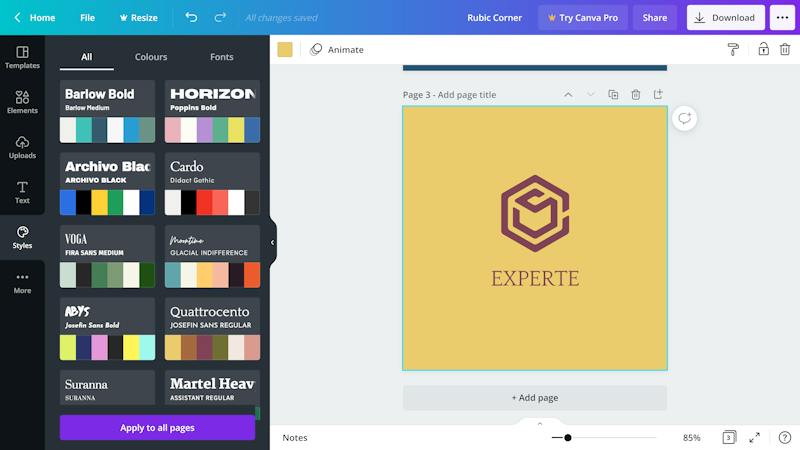 Home File Resize All changes saved Rubic Corner Try Canva Pro Share Download
Templates
Elements
Uploads
Text
Styles
More
All Colours Fonts
Barlow Bold
Barlow Medium
HORIZON
Poppins Bold
Archivo Blac
ARCHIVO BLACK
Cardo
Didact Gothic
VOGA
FIRA SANS MEDIUM
Moontime
GLACIAL INDIFFERENCE
ABYS
Josefin Sans Bold
Quattrocento
JOSEFIN SANS REGULAR
Suranna
SURANNA
Martel Heav
ASSISTANT REGULAR
Apply to all pages
Animate
Page 3 - Add page title
EXPERTE
+ Add page
Notes 85% 3